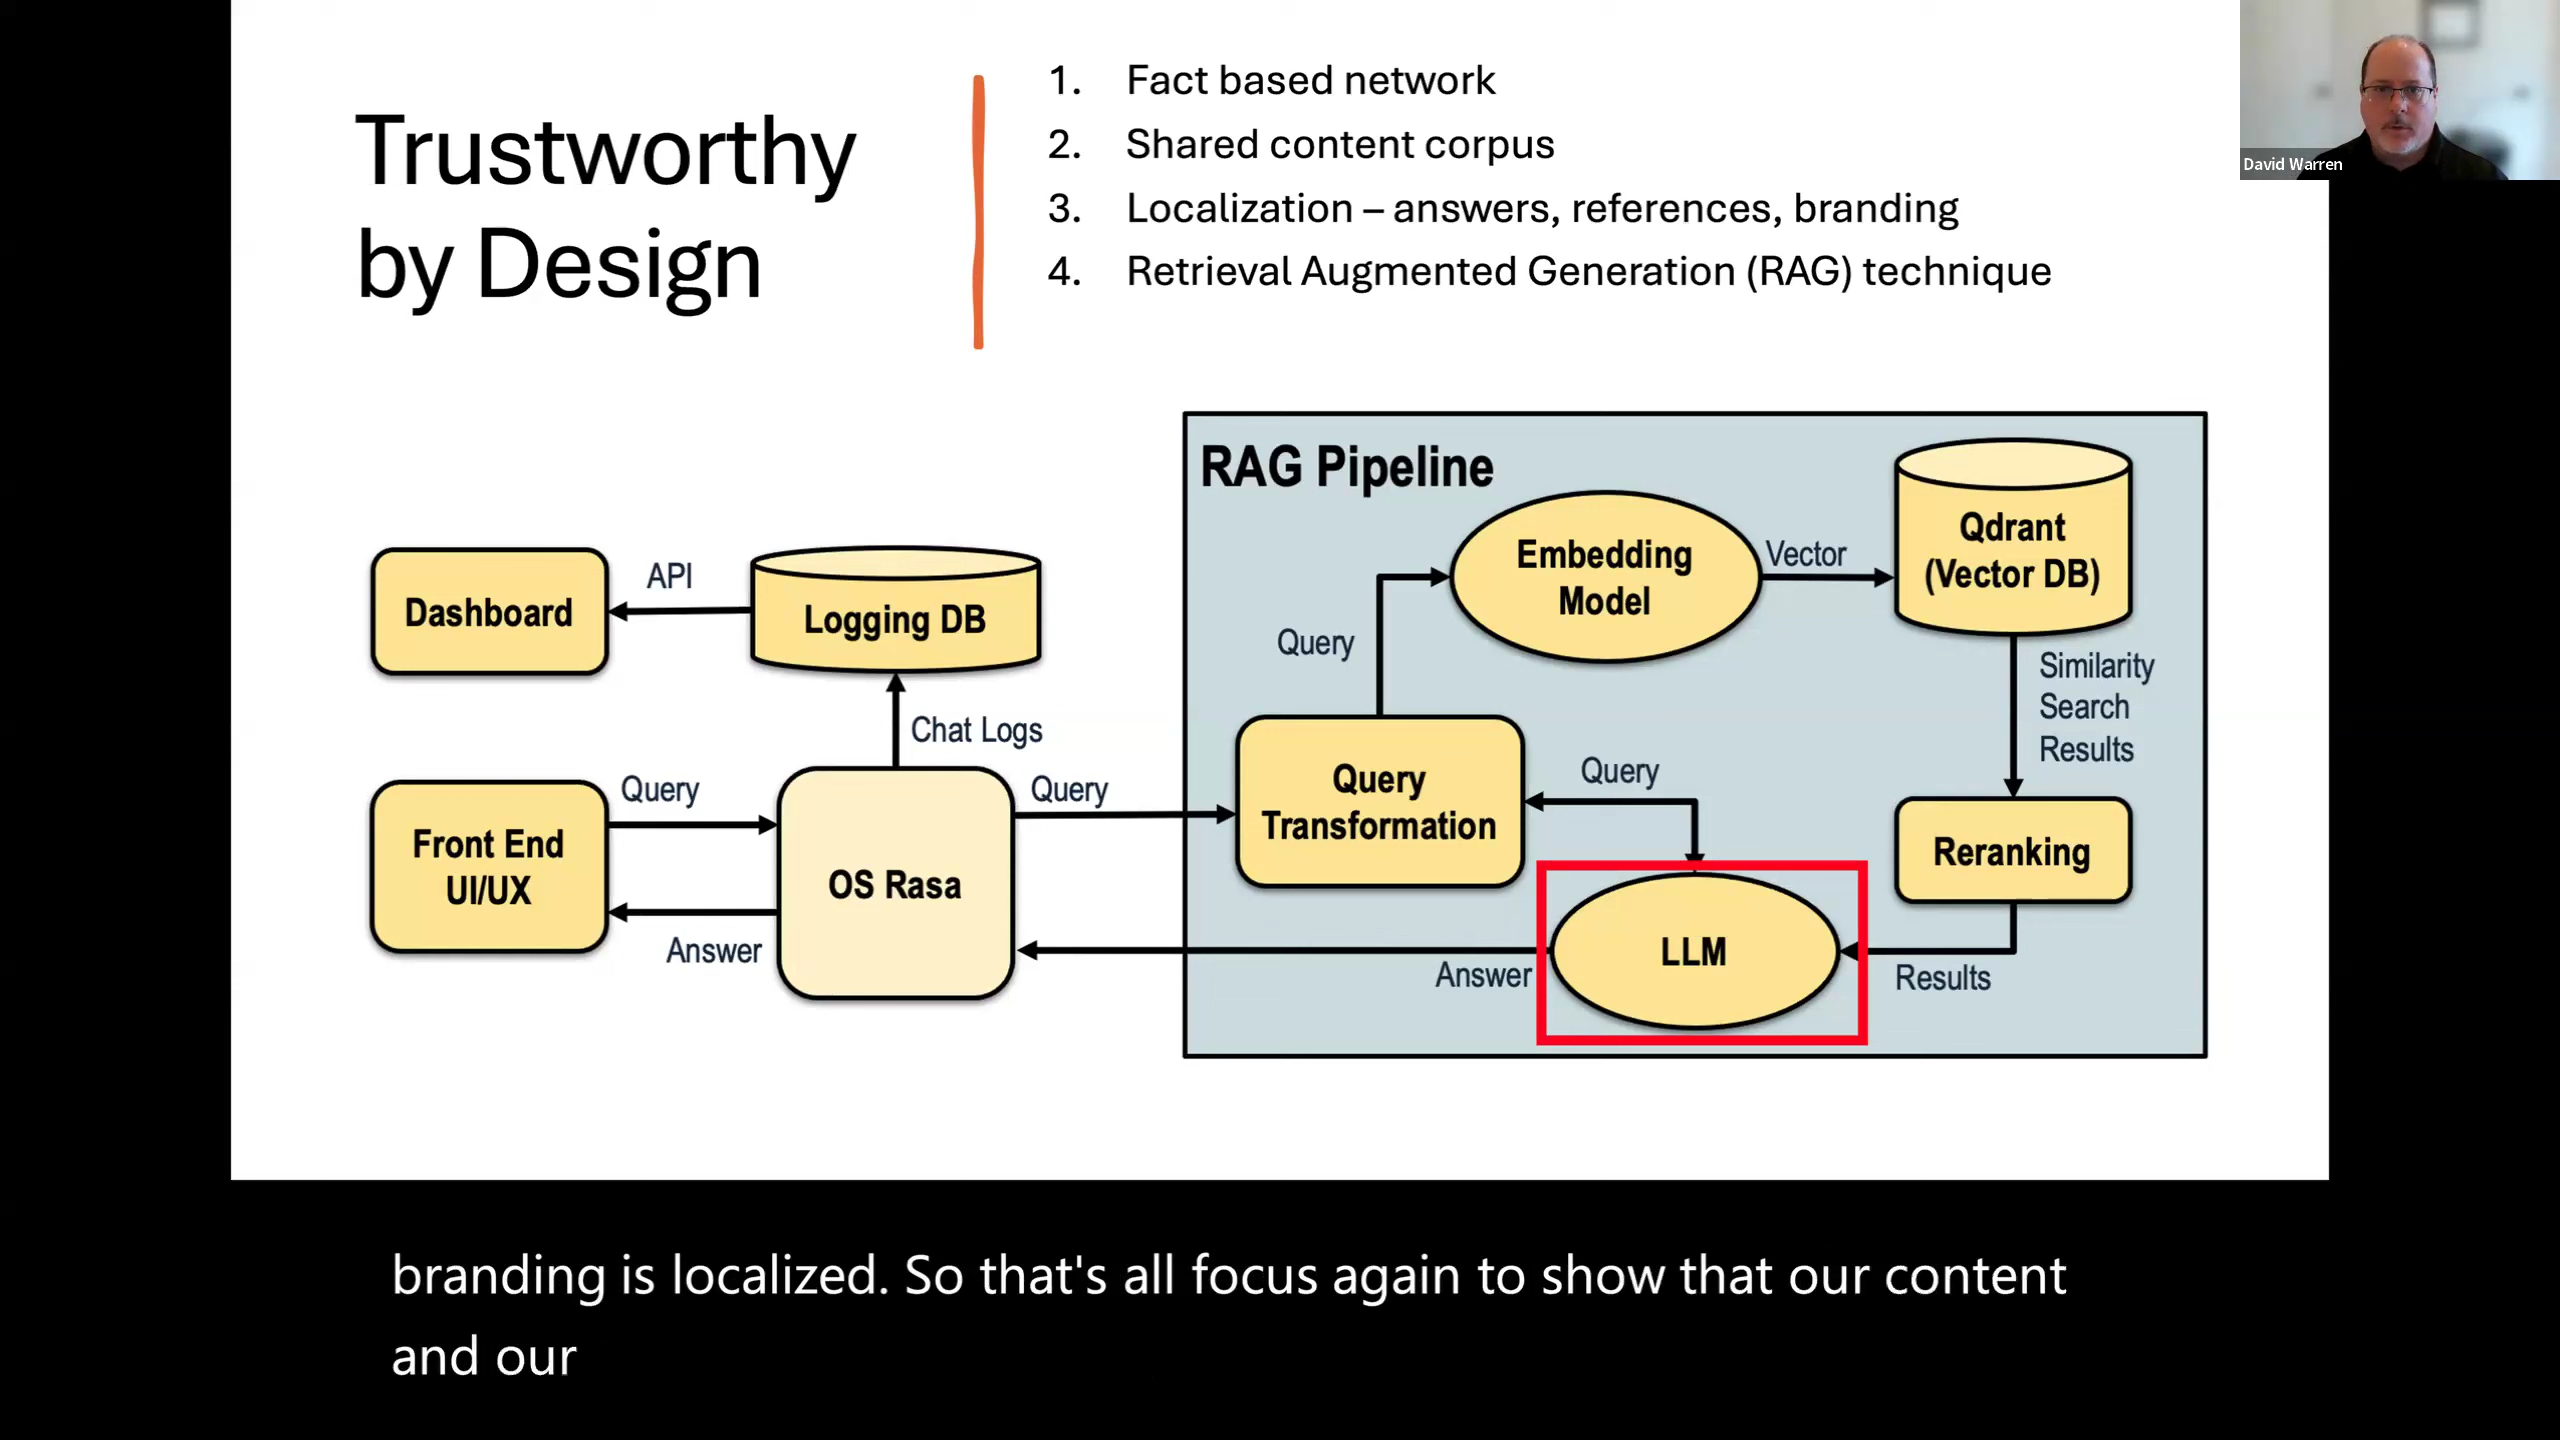 Trustworthy
by Design
1. Fact based network
2. Shared content corpus
3. Localization – answers, references, branding
4. Retrieval Augmented Generation (RAG) technique
David Warren
RAG Pipeline
Embedding
Model
Vector
Qdrant
(Vector DB)
Dashboard
API
Logging DB
Query
Similarity
Search
Results
Chat Logs
Query
Transformation
Query
Front End
UI/UX
Query
Answer
OS Rasa
Query
Reranking
LLM
Answer
Results
branding is localized. So that's all focus again to show that our content
and our